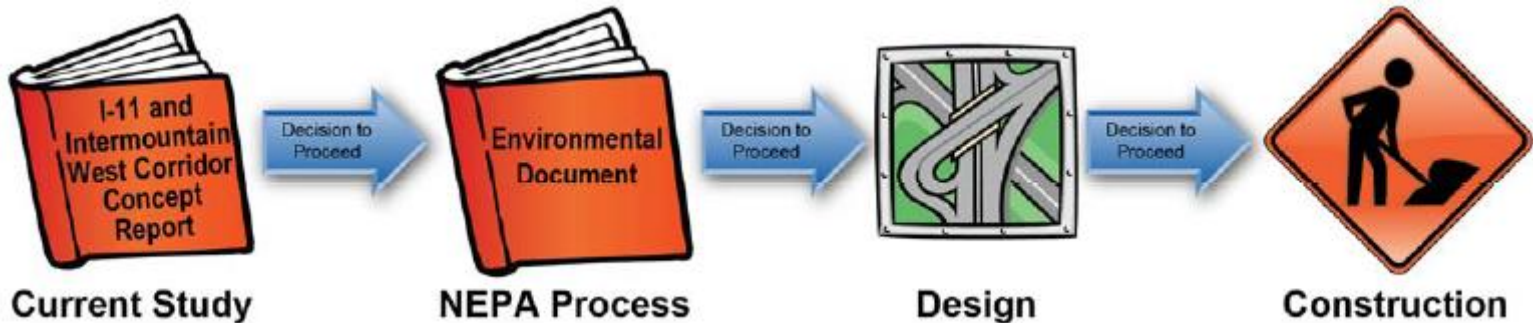 I-11 and
Intermountain
West Corridor
Concept
Report
Decision to
Proceed
Environmental
Document
Decision to
Proceed
Decision to
Proceed
Current Study
NEPA Process
Design
Construction